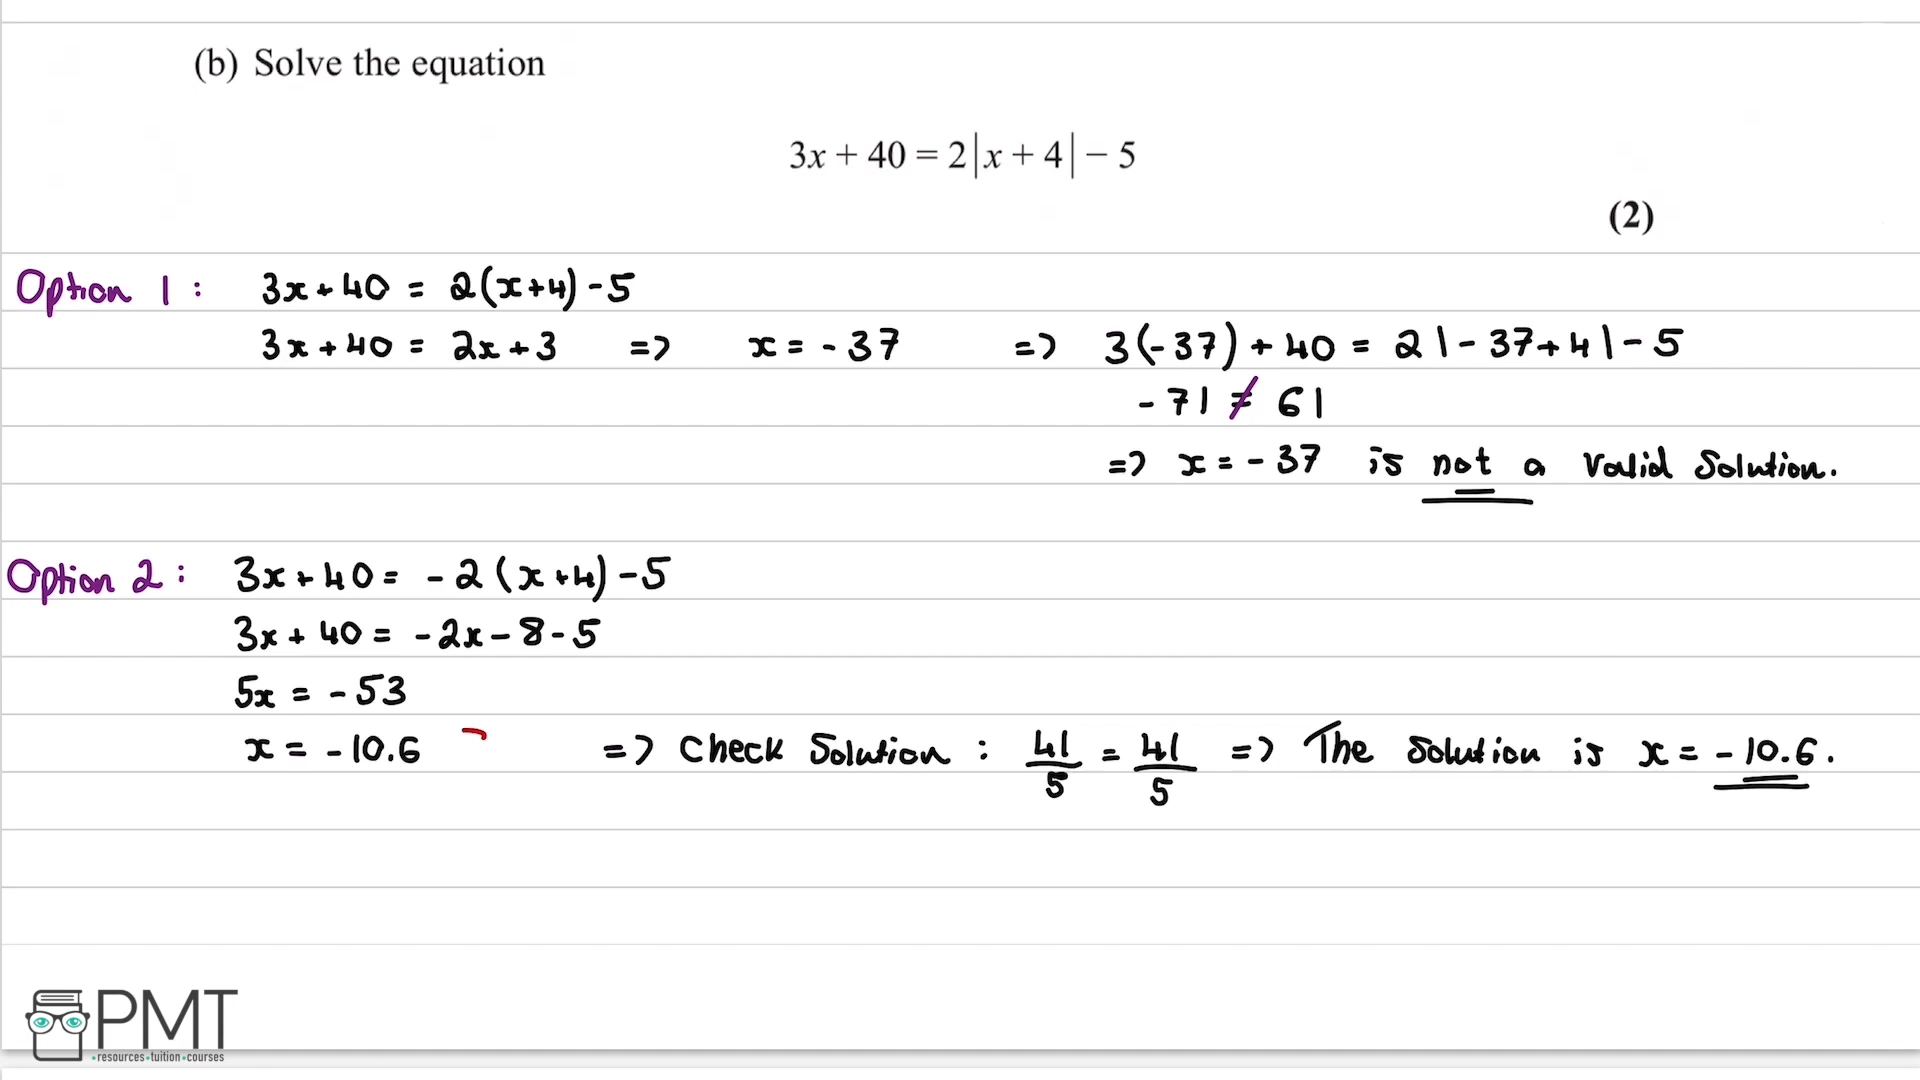 (b) Solve the equation
3x + 40 = 2|x + 4| − 5
(2)
Option 1 : 3x + 40 = 2(x+4) - 5
3x + 40 = 2x + 3 => x = - 37 => 3(-37) + 40 = 2|-37+4| - 5
- 71 ≠ 61
=> x = - 37 is not a valid solution.
Option 2 : 3x + 40 = - 2(x+4) - 5
3x + 40 = - 2x - 8 - 5
5x = - 53
x = - 10.6 => Check Solution : 41/5 = 41/5 => The solution is x = - 10.6.
PMT
•resources•tuition•courses